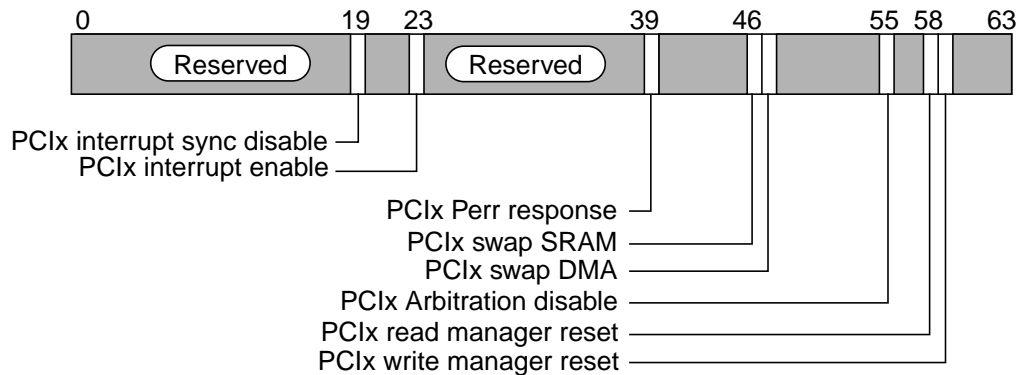 0 19 23 39 46 55 58 63
Reserved Reserved
PCIx interrupt sync disable
PCIx interrupt enable
PCIx Perr response
PCIx swap SRAM
PCIx swap DMA
PCIx Arbitration disable
PCIx read manager reset
PCIx write manager reset